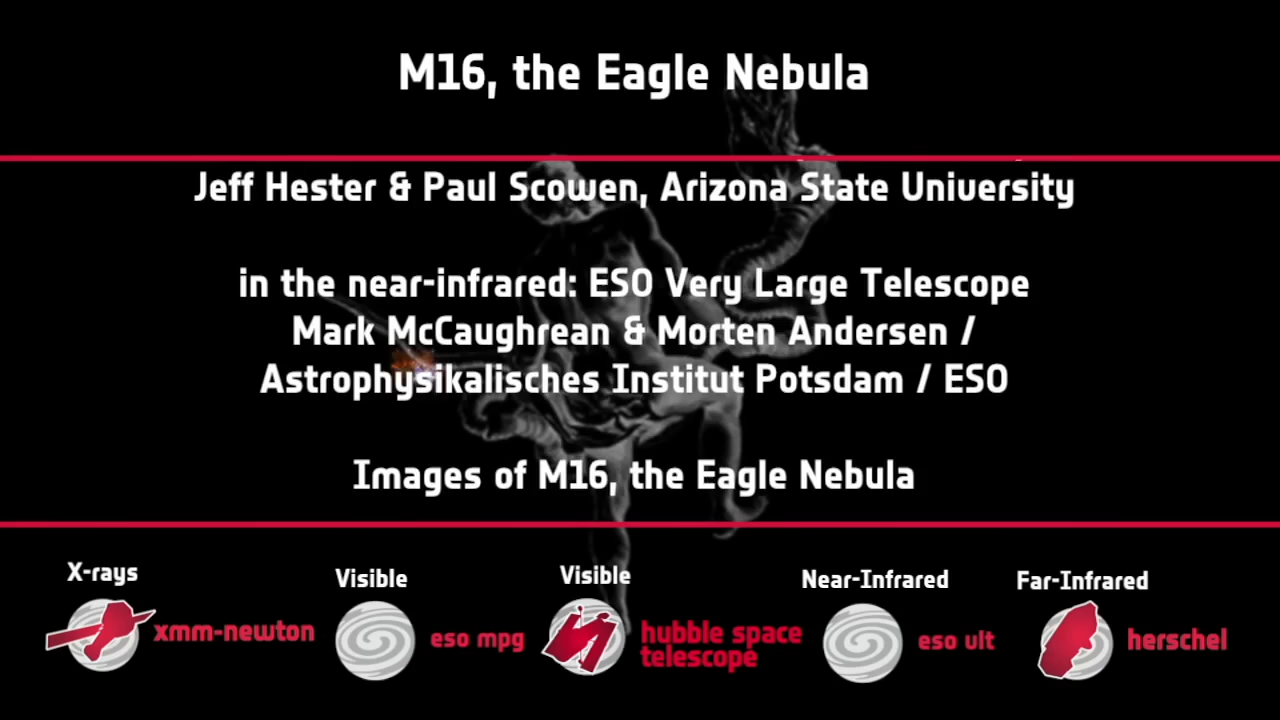 M16, the Eagle Nebula
Jeff Hester & Paul Scowen, Arizona State University
in the near-infrared: ESO Very Large Telescope
Mark McCaughrean & Morten Andersen /
Astrophysikalisches Institut Potsdam / ESO
Images of M16, the Eagle Nebula
X-rays
xmm-newton
Visible
eso mpg
Visible
hubble space
telescope
Near-Infrared
eso vlt
Far-Infrared
herschel